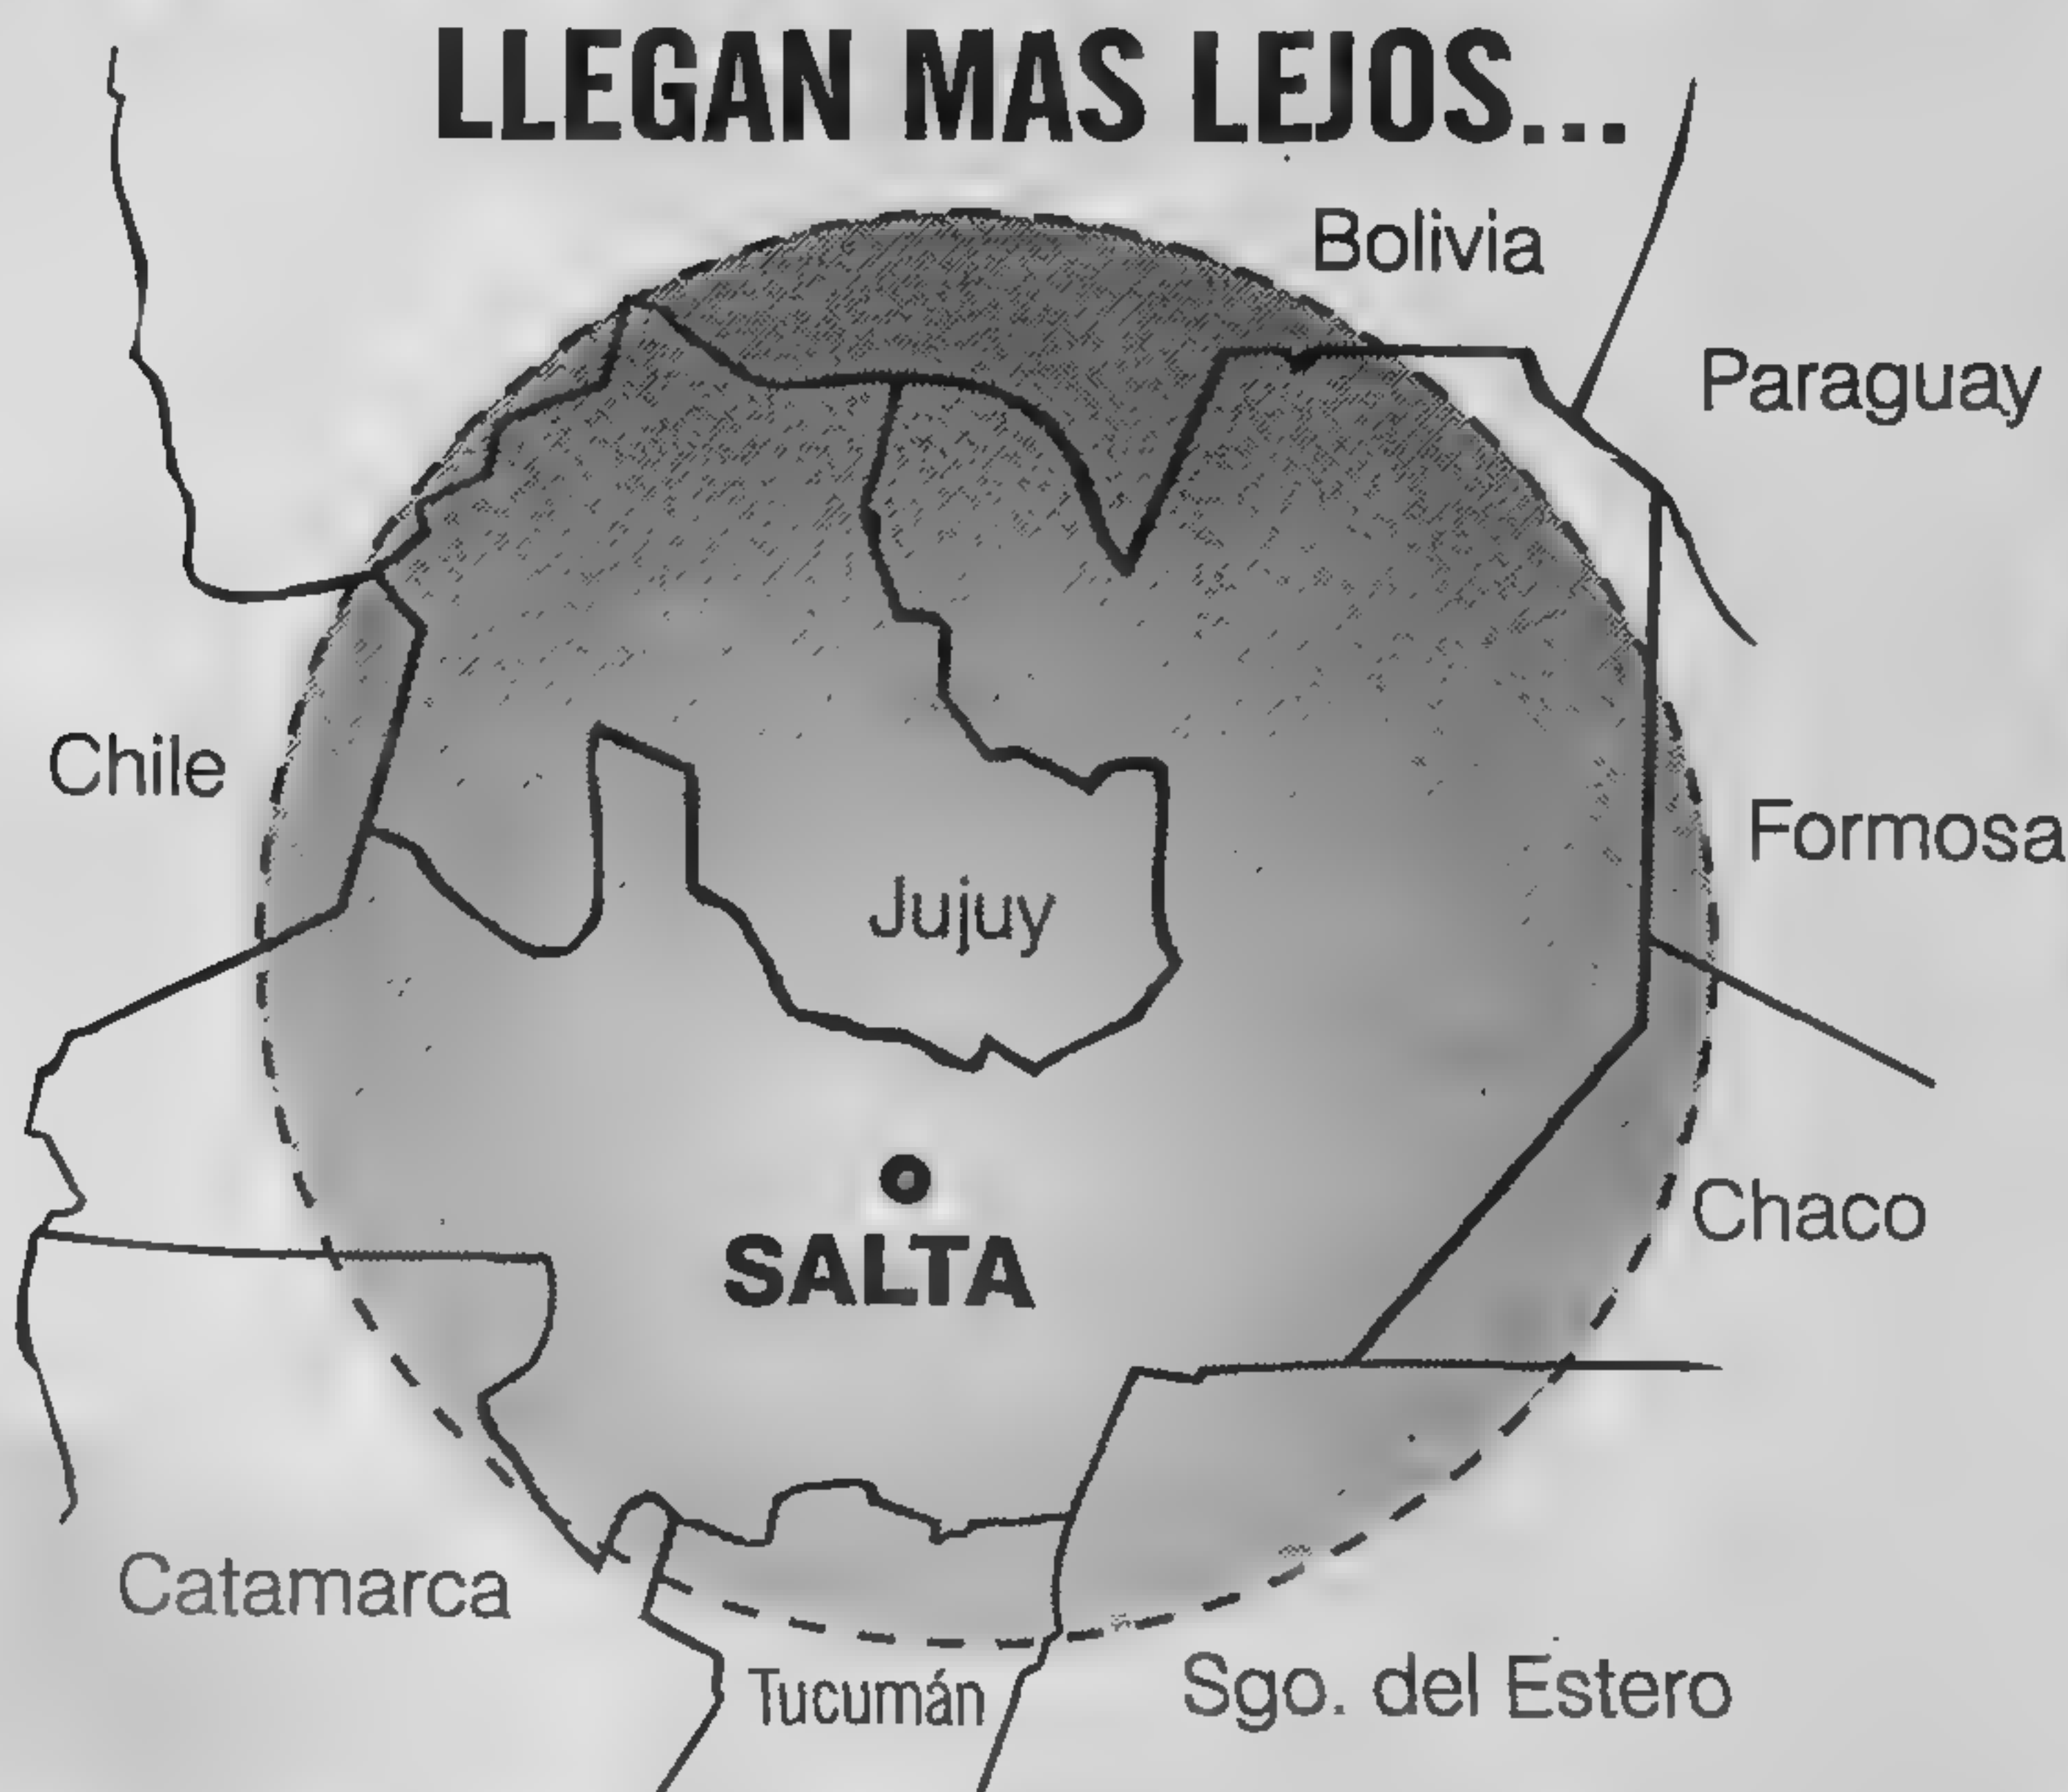 LLEGAN MAS LEJOS...
Bolivia
Paraguay
Chile
Formosa
Jujuy
Chaco
SALTA
Catamarca
Tucumán
Sgo. del Estero